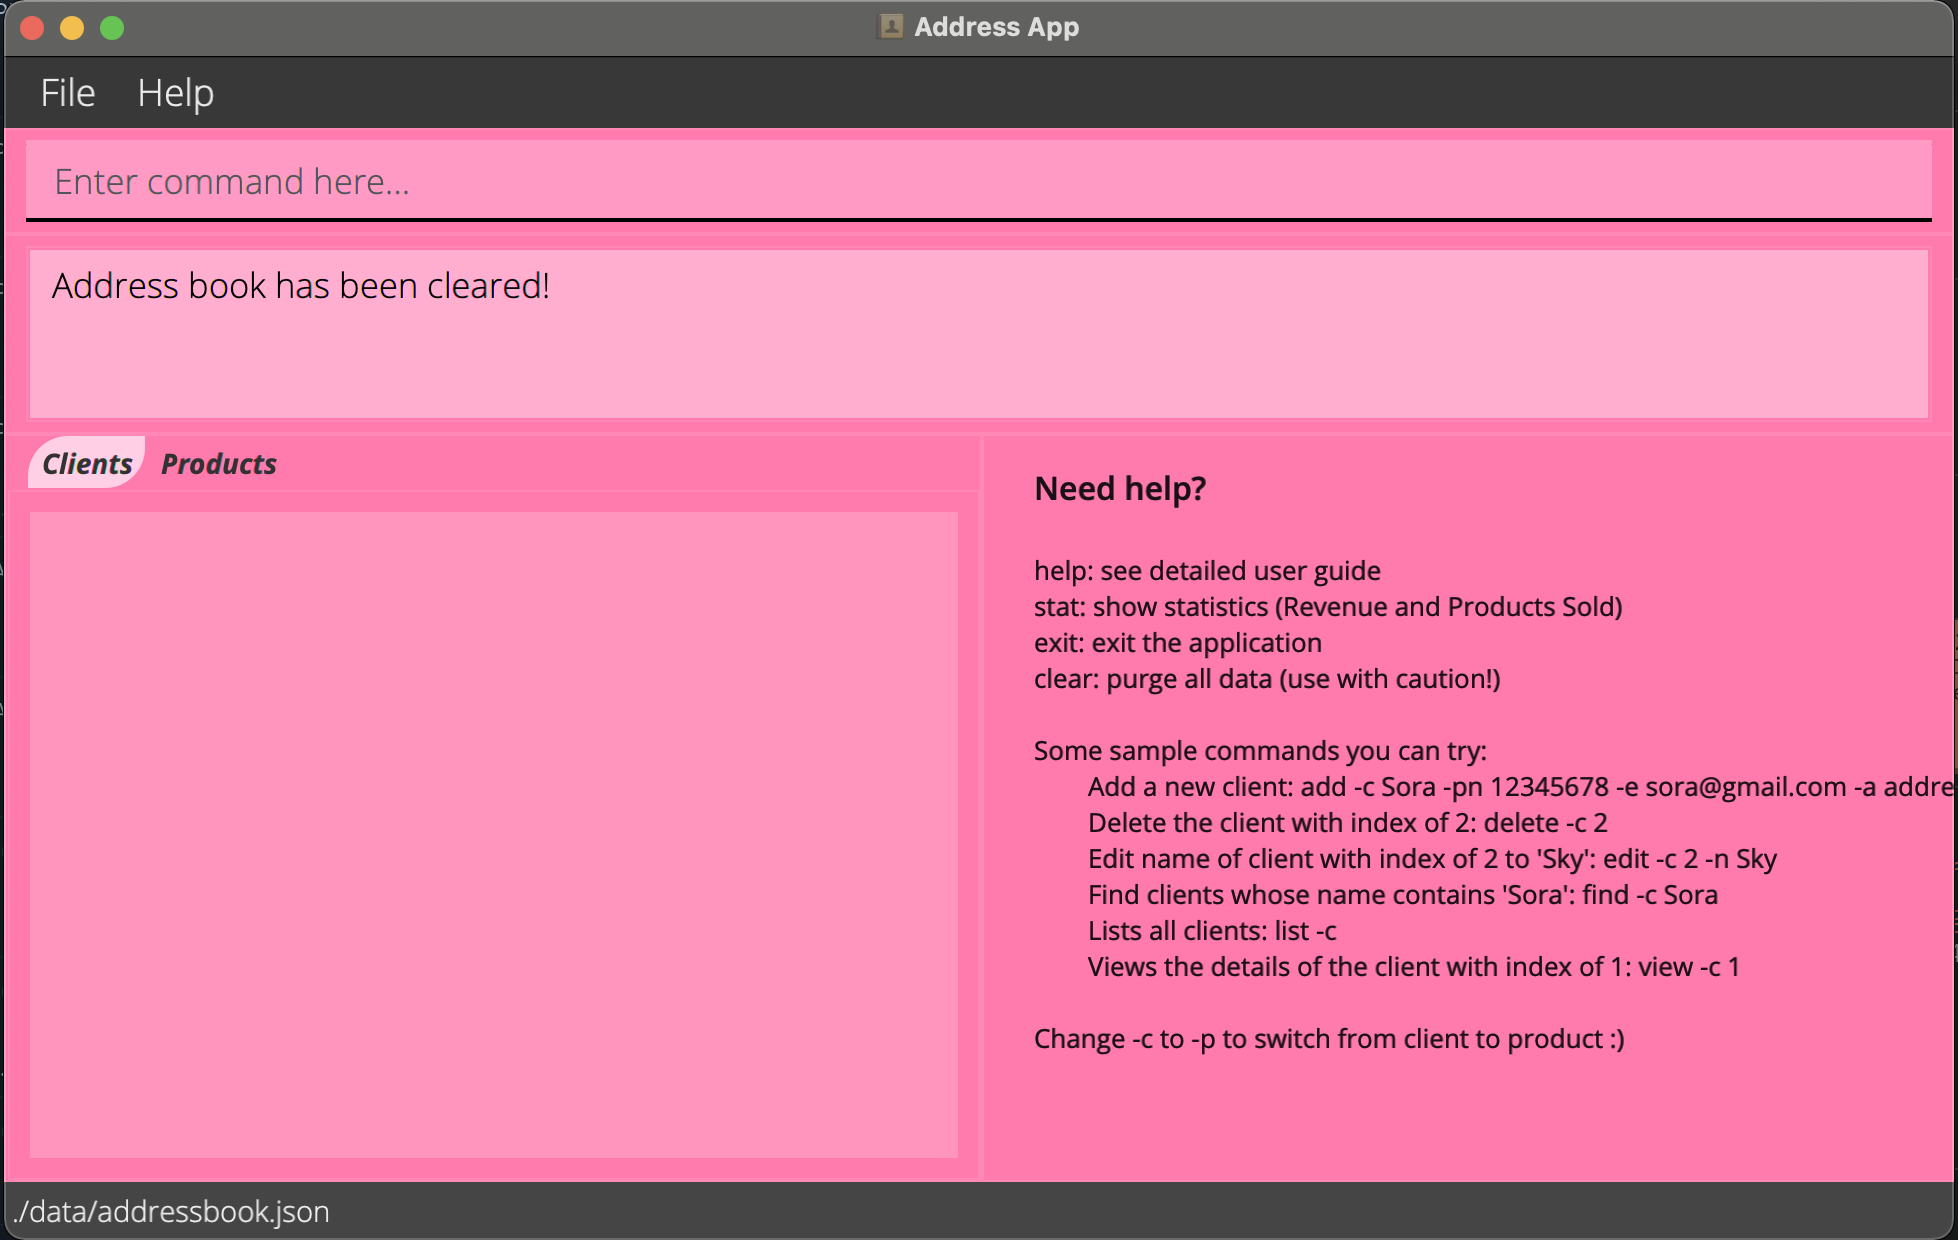 Address App
File Help
Enter command here...
Address book has been cleared!
Clients Products
Need help?
help: see detailed user guide
stat: show statistics (Revenue and Products Sold)
exit: exit the application
clear: purge all data (use with caution!)
Some sample commands you can try:
Add a new client: add -c Sora -pn 12345678 -e sora@gmail.com -a addre
Delete the client with index of 2: delete -c 2
Edit name of client with index of 2 to 'Sky': edit -c 2 -n Sky
Find clients whose name contains 'Sora': find -c Sora
Lists all clients: list -c
Views the details of the client with index of 1: view -c 1
Change -c to -p to switch from client to product :)
./data/addressbook.json